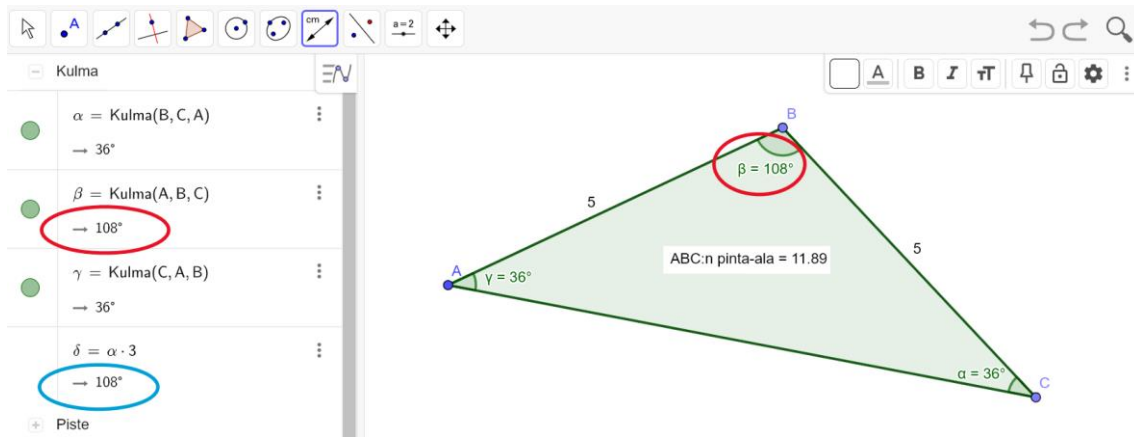 A
cm
a=2
Kulma
α = Kulma(B, C, A)
→ 36°
β = Kulma(A, B, C)
→ 108°
γ = Kulma(C, A, B)
→ 36°
δ = α · 3
→ 108°
Piste
A B I тT
B
β = 108°
5
5
ABC:n pinta-ala = 11.89
A
γ = 36°
α = 36°
C